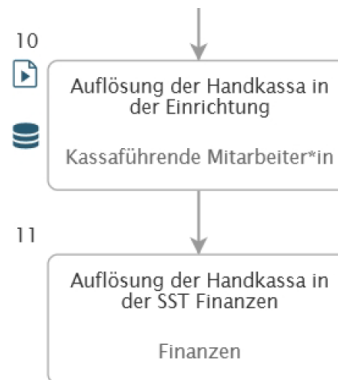 10
Auflösung der Handkassa in
der Einrichtung
Kassaführende Mitarbeiter*in
11
Auflösung der Handkassa in
der SST Finanzen
Finanzen